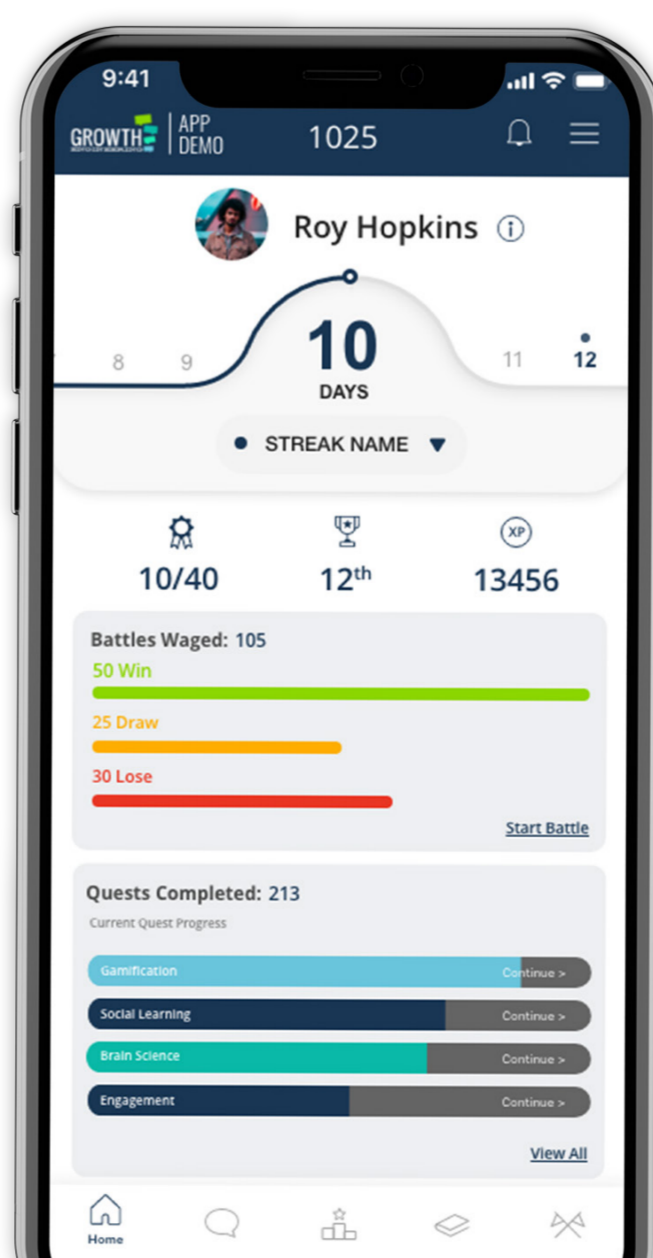 9:41
GROWTH
APP
DEMO
1025
Roy Hopkins
8 9 10 11 12
DAYS
STREAK NAME
XP
10/40 12th 13456
Battles Waged: 105
50 Win
25 Draw
30 Lose
Start Battle
Quests Completed: 213
Current Quest Progress
Gamification Continue >
Social Learning Continue >
Brain Science Continue >
Engagement Continue >
View All
Home